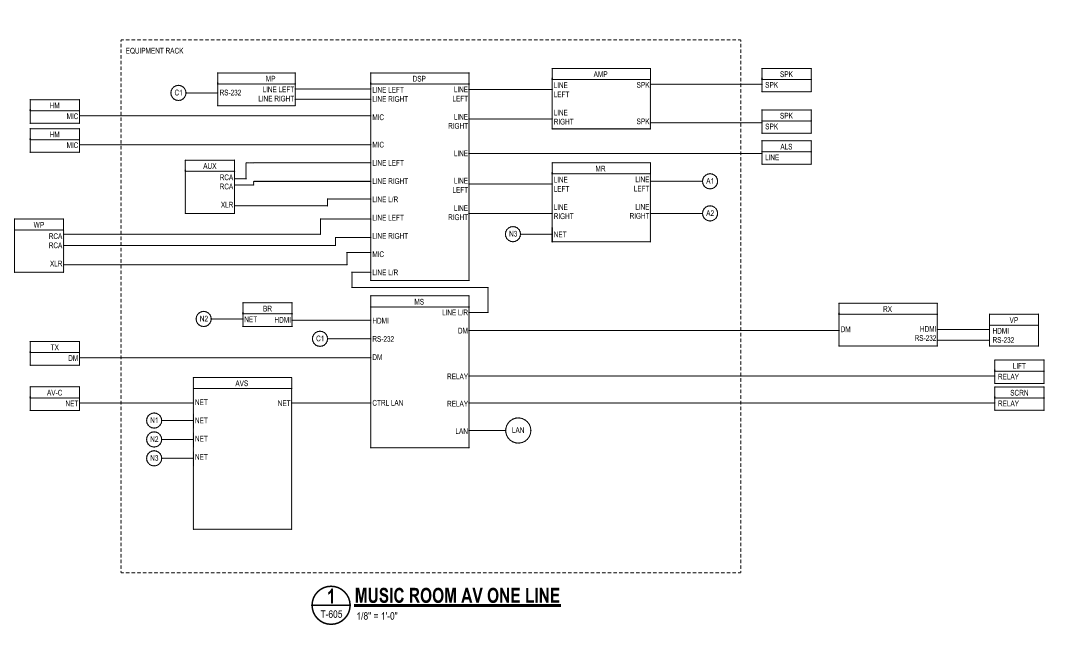 EQUIPMENT RACK
MP
C1
RS-232
LINE LEFT
LINE RIGHT
HM
MIC
HM
MIC
AUX
RCA
RCA
XLR
WP
RCA
RCA
XLR
DSP
LINE LEFT
LINE RIGHT
MIC
MIC
LINE LEFT
LINE RIGHT
LINE L/R
LINE LEFT
LINE RIGHT
MIC
LINE L/R
LINE
LEFT
LINE
RIGHT
LINE
LINE
LEFT
LINE
RIGHT
AMP
LINE
LEFT
LINE
RIGHT
SPK
SPK
SPK
SPK
SPK
SPK
ALS
LINE
MR
LINE
LEFT
LINE
RIGHT
NET
LINE
LEFT
LINE
RIGHT
A1
A2
N3
BR
N2
NET
HDMI
C1
TX
DM
AV-C
NET
AVS
NET
NET
NET
NET
NET
N1
N2
N3
MS
LINE L/R
HDMI
RS-232
DM
CTRL LAN
DM
RELAY
RELAY
LAN
LAN
RX
DM
HDMI
RS-232
VP
HDMI
RS-232
LIFT
RELAY
SCRN
RELAY
1
T-605
MUSIC ROOM AV ONE LINE
1/8" = 1'-0"